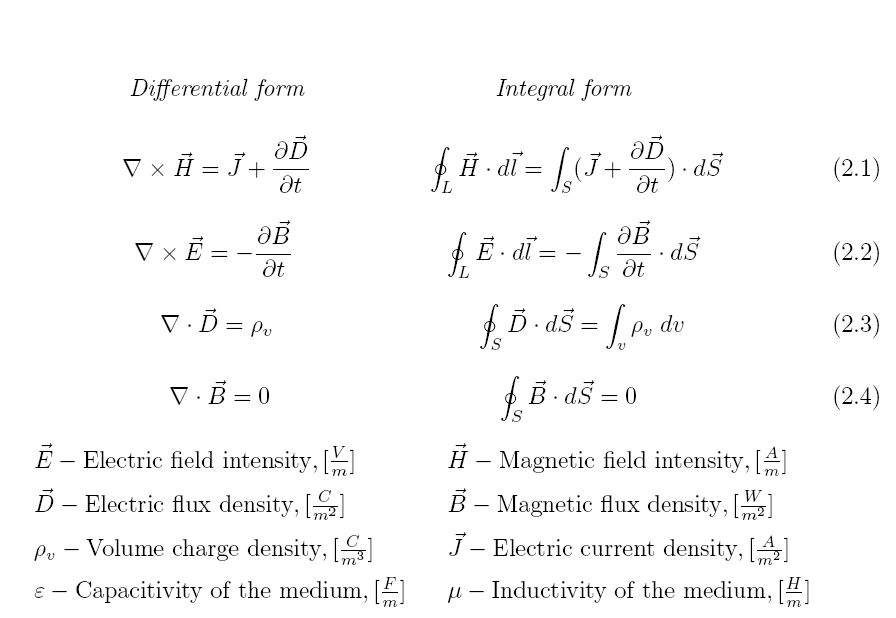 Differential form Integral form
∇ × H⃗ = J⃗ + ∂D⃗/∂t ∮_L H⃗ · dl⃗ = ∫_S (J⃗ + ∂D⃗/∂t) · dS⃗ (2.1)
∇ × E⃗ = −∂B⃗/∂t ∮_L E⃗ · dl⃗ = − ∫_S ∂B⃗/∂t · dS⃗ (2.2)
∇ · D⃗ = ρ_v ∮_S D⃗ · dS⃗ = ∫_v ρ_v dv (2.3)
∇ · B⃗ = 0 ∮_S B⃗ · dS⃗ = 0 (2.4)
E⃗ − Electric field intensity, [V/m] H⃗ − Magnetic field intensity, [A/m]
D⃗ − Electric flux density, [C/m²] B⃗ − Magnetic flux density, [W/m²]
ρ_v − Volume charge density, [C/m³] J⃗ − Electric current density, [A/m²]
ε − Capacitivity of the medium, [F/m] μ − Inductivity of the medium, [H/m]